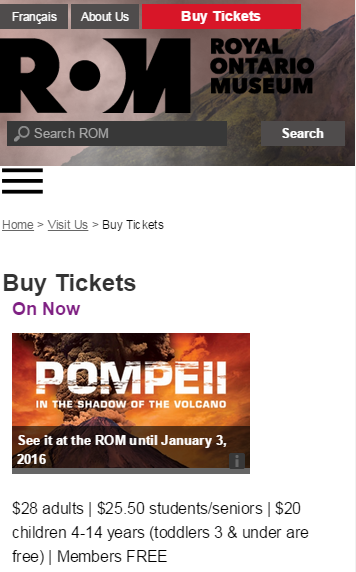 Français
About Us
Buy Tickets
ROM
ROYAL
ONTARIO
MUSEUM
Search ROM
Search
Home > Visit Us > Buy Tickets
Buy Tickets
On Now
POMPEII
IN THE SHADOW OF THE VOLCANO
See it at the ROM until January 3,
2016
i
$28 adults | $25.50 students/seniors | $20
children 4-14 years (toddlers 3 & under are
free) | Members FREE